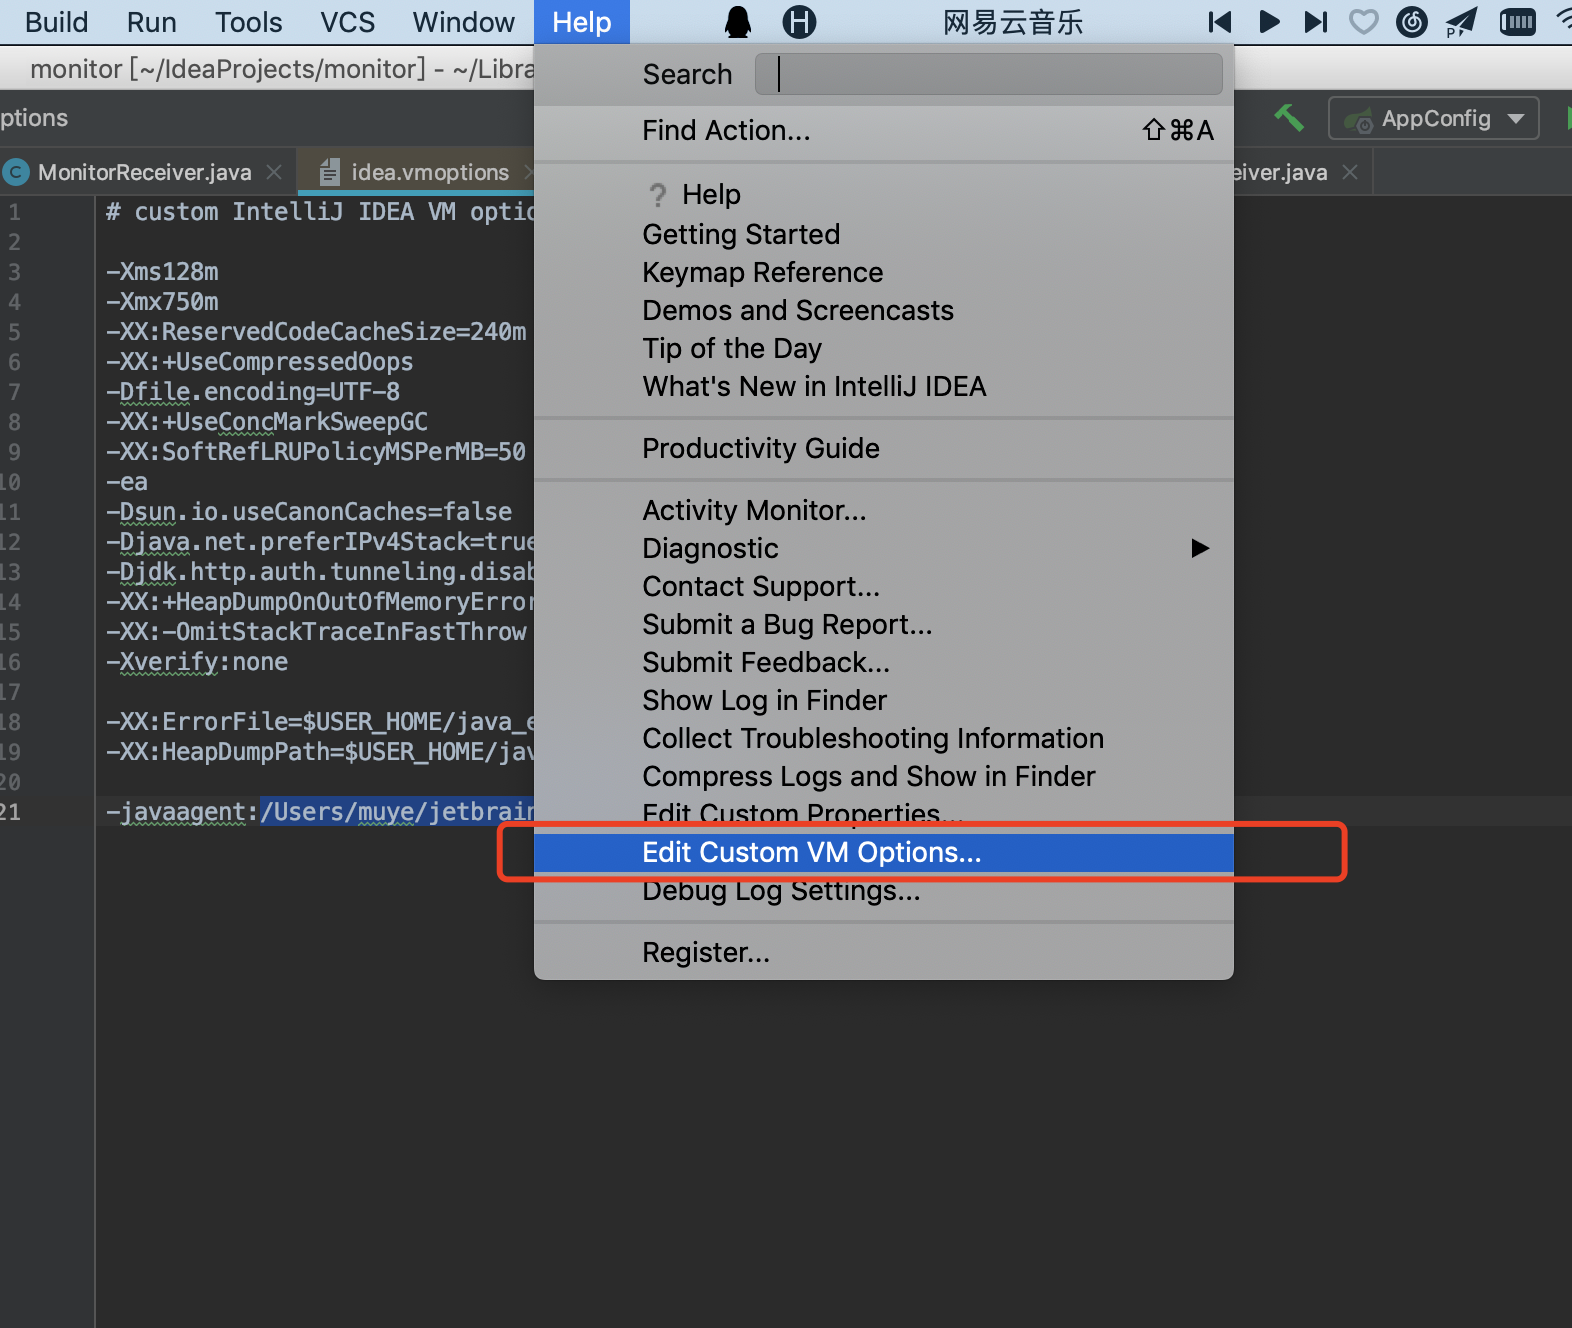 Build Run Tools VCS Window Help 网易云音乐
monitor [~/IdeaProjects/monitor] - ~/Libra
ptions
AppConfig
MonitorReceiver.java
idea.vmoptions
eiver.java
1 # custom IntelliJ IDEA VM optio
2
3 -Xms128m
4 -Xmx750m
5 -XX:ReservedCodeCacheSize=240m
6 -XX:+UseCompressedOops
7 -Dfile.encoding=UTF-8
8 -XX:+UseConcMarkSweepGC
9 -XX:SoftRefLRUPolicyMSPerMB=50
10 -ea
11 -Dsun.io.useCanonCaches=false
12 -Djava.net.preferIPv4Stack=true
13 -Djdk.http.auth.tunneling.disab
14 -XX:+HeapDumpOnOutOfMemoryError
15 -XX:-OmitStackTraceInFastThrow
16 -Xverify:none
17
18 -XX:ErrorFile=$USER_HOME/java_e
19 -XX:HeapDumpPath=$USER_HOME/jav
20
21 -javaagent:/Users/muye/jetbrain
Search
Find Action... ⇧⌘A
? Help
Getting Started
Keymap Reference
Demos and Screencasts
Tip of the Day
What's New in IntelliJ IDEA
Productivity Guide
Activity Monitor...
Diagnostic
Contact Support...
Submit a Bug Report...
Submit Feedback...
Show Log in Finder
Collect Troubleshooting Information
Compress Logs and Show in Finder
Edit Custom Properties...
Edit Custom VM Options...
Debug Log Settings...
Register...